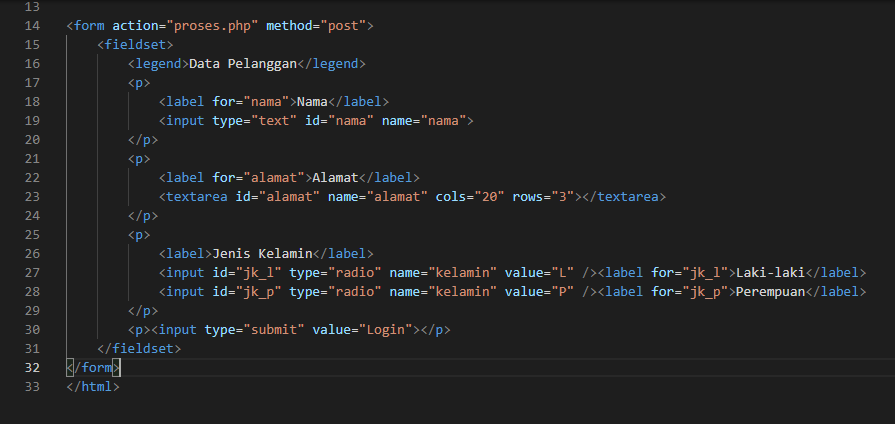 13
14 <form action="proses.php" method="post">
15 <fieldset>
16 <legend>Data Pelanggan</legend>
17 <p>
18 <label for="nama">Nama</label>
19 <input type="text" id="nama" name="nama">
20 </p>
21 <p>
22 <label for="alamat">Alamat</label>
23 <textarea id="alamat" name="alamat" cols="20" rows="3"></textarea>
24 </p>
25 <p>
26 <label>Jenis Kelamin</label>
27 <input id="jk_l" type="radio" name="kelamin" value="L" /><label for="jk_l">Laki-laki</label>
28 <input id="jk_p" type="radio" name="kelamin" value="P" /><label for="jk_p">Perempuan</label>
29 </p>
30 <p><input type="submit" value="Login"></p>
31 </fieldset>
32 </form>
33 </html>